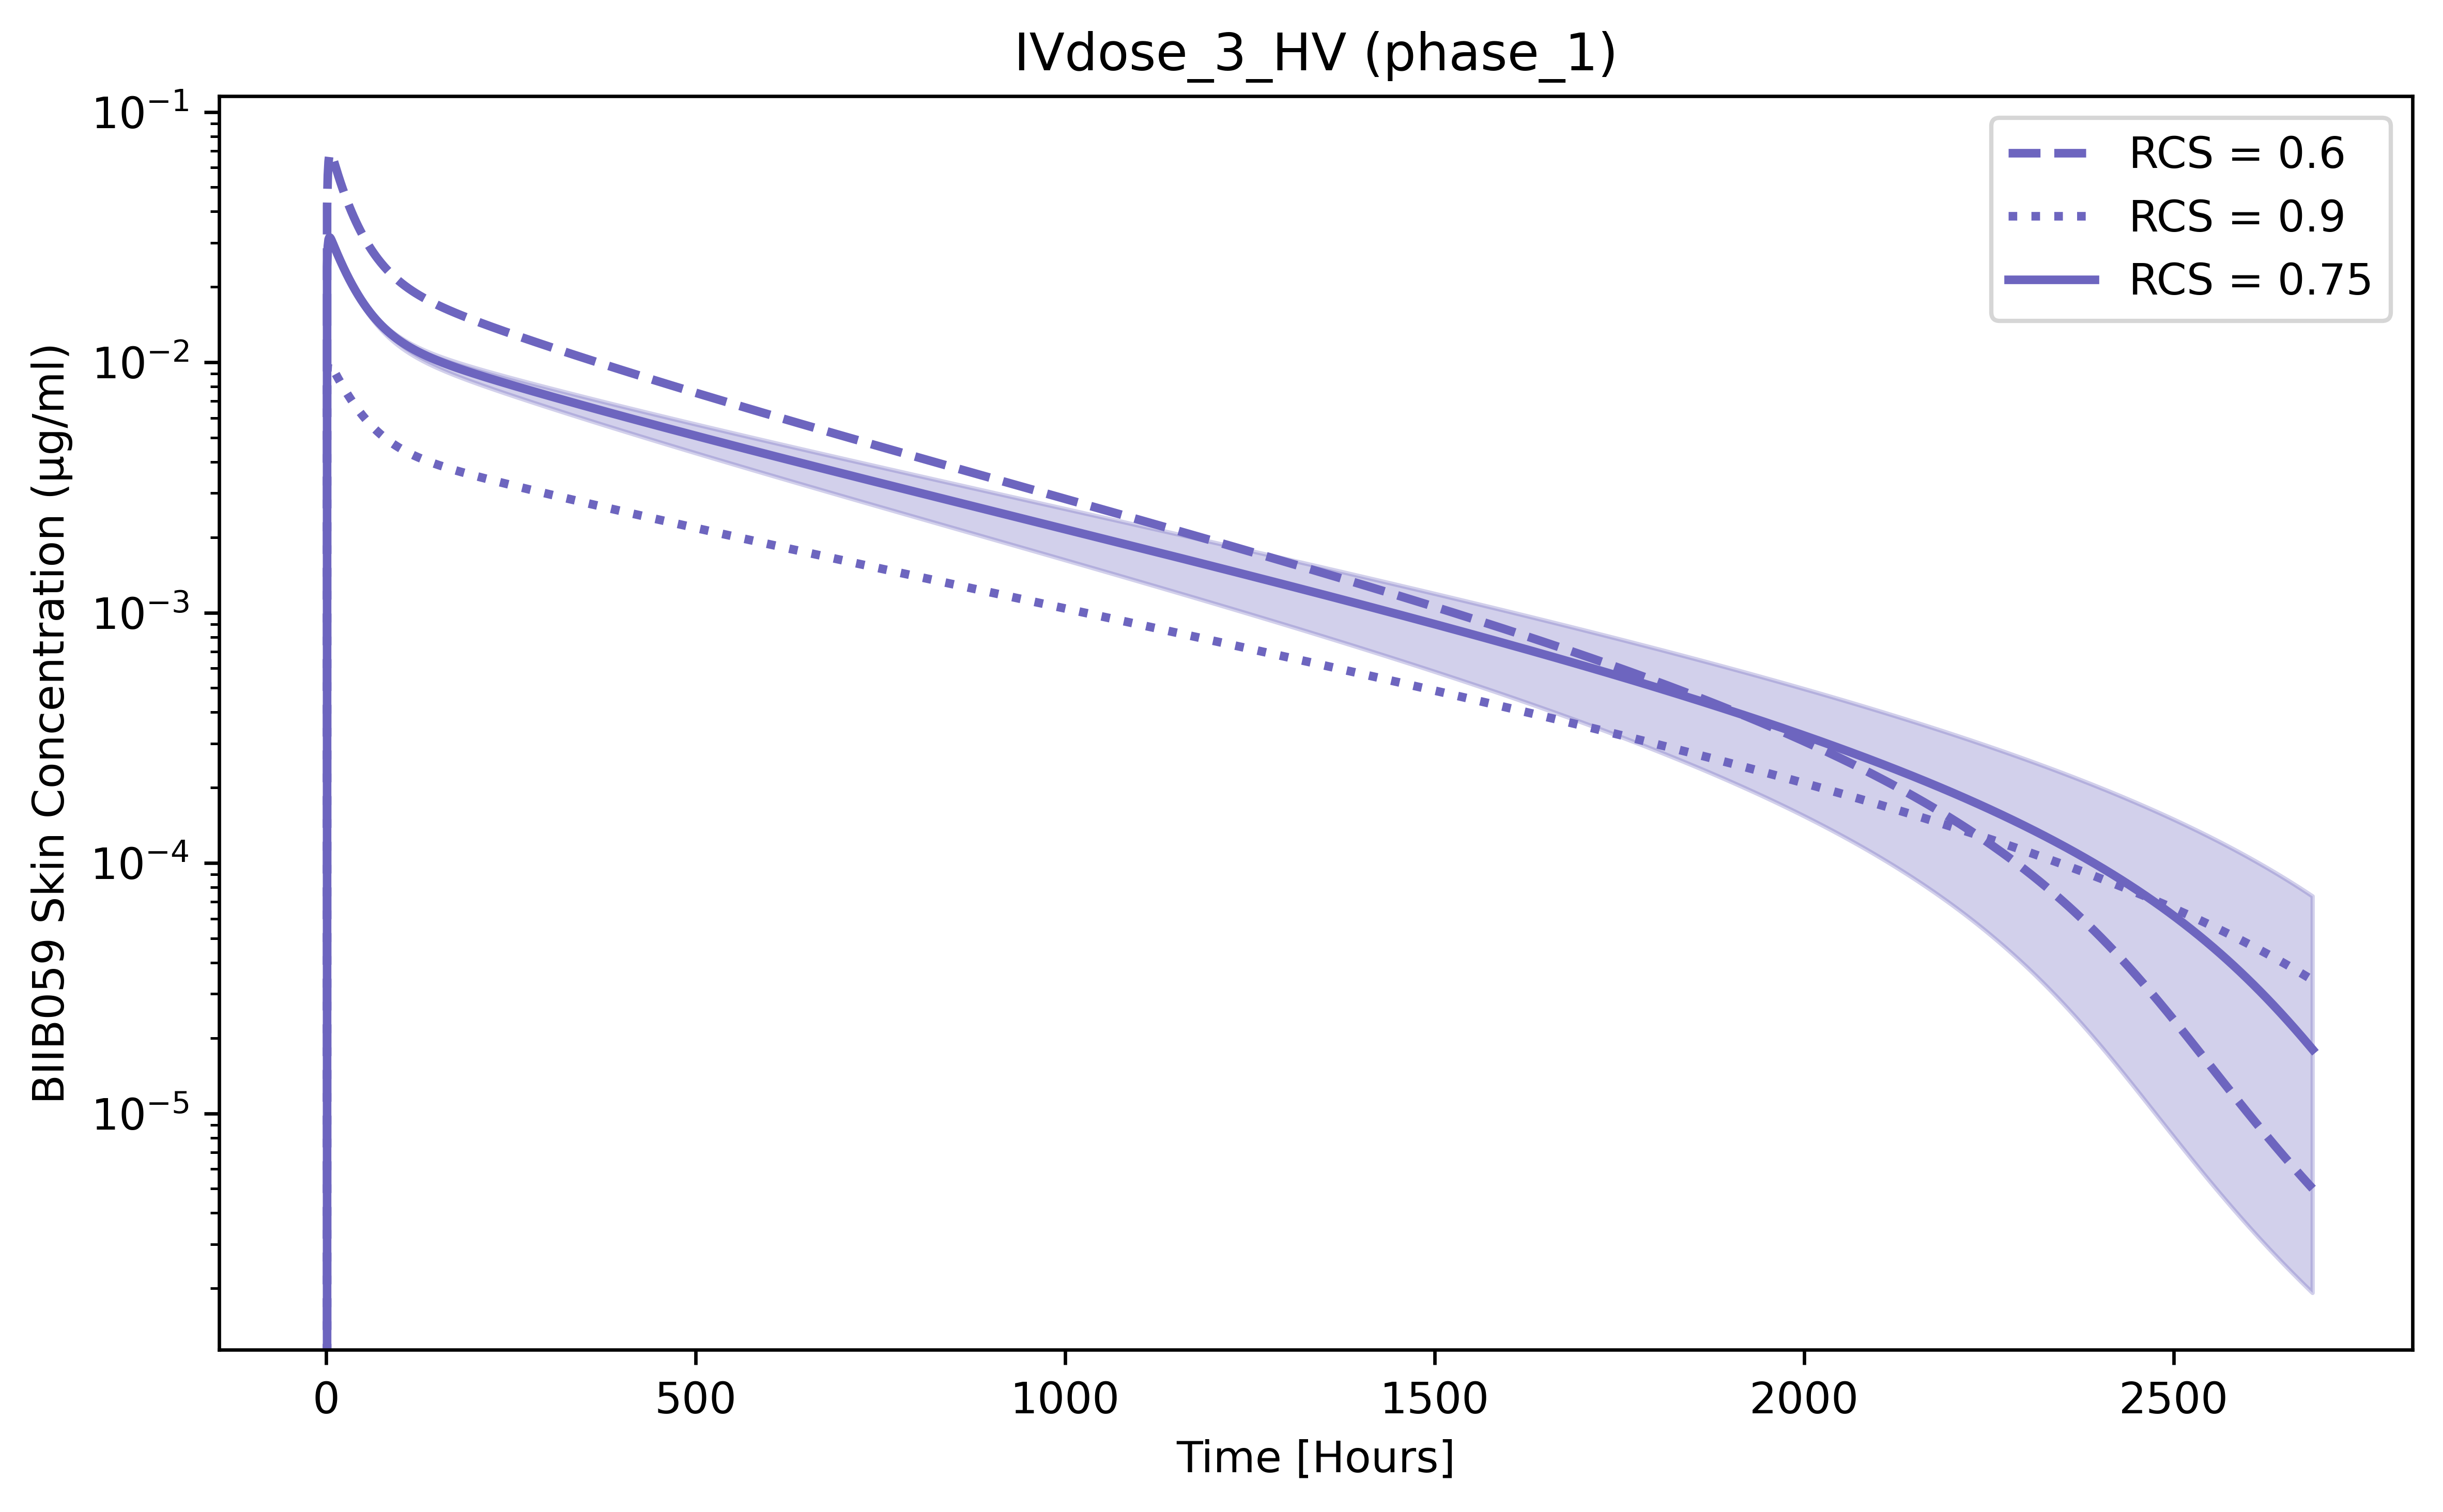 IVdose_3_HV (phase_1)
RCS = 0.6
RCS = 0.9
RCS = 0.75
BIIB059 Skin Concentration (µg/ml)
10⁻¹
10⁻²
10⁻³
10⁻⁴
10⁻⁵
0 500 1000 1500 2000 2500
Time [Hours]